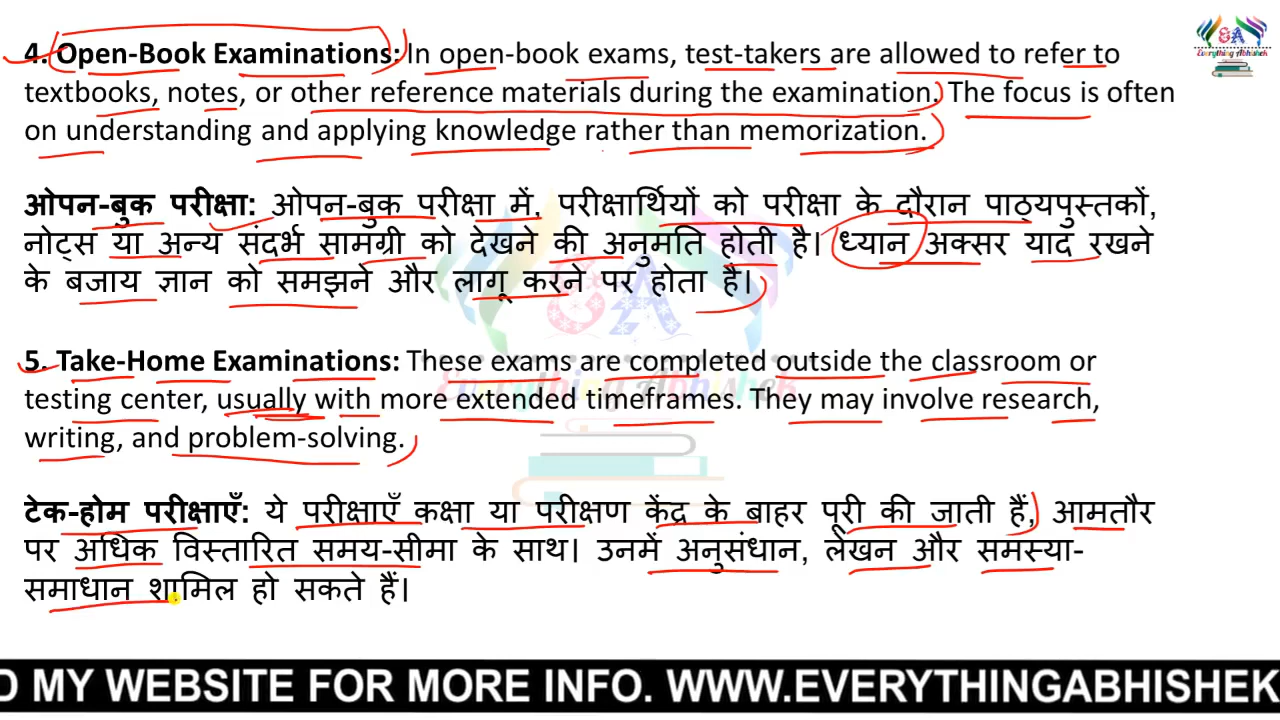 4. Open-Book Examinations: In open-book exams, test-takers are allowed to refer to
textbooks, notes, or other reference materials during the examination. The focus is often
on understanding and applying knowledge rather than memorization.
ओपन-बुक परीक्षा: ओपन-बुक परीक्षा में, परीक्षार्थियों को परीक्षा के दौरान पाठ्यपुस्तकों,
नोट्स या अन्य संदर्भ सामग्री को देखने की अनुमति होती है। ध्यान अक्सर याद रखने
के बजाय ज्ञान को समझने और लागू करने पर होता है।
5. Take-Home Examinations: These exams are completed outside the classroom or
testing center, usually with more extended timeframes. They may involve research,
writing, and problem-solving.
टेक-होम परीक्षाएँ: ये परीक्षाएँ कक्षा या परीक्षण केंद्र के बाहर पूरी की जाती हैं, आमतौर
पर अधिक विस्तारित समय-सीमा के साथ। उनमें अनुसंधान, लेखन और समस्या-
समाधान शामिल हो सकते हैं।
EA
Everything Abhishek
Everything Abhishek
D MY WEBSITE FOR MORE INFO. WWW.EVERYTHINGABHISHEK